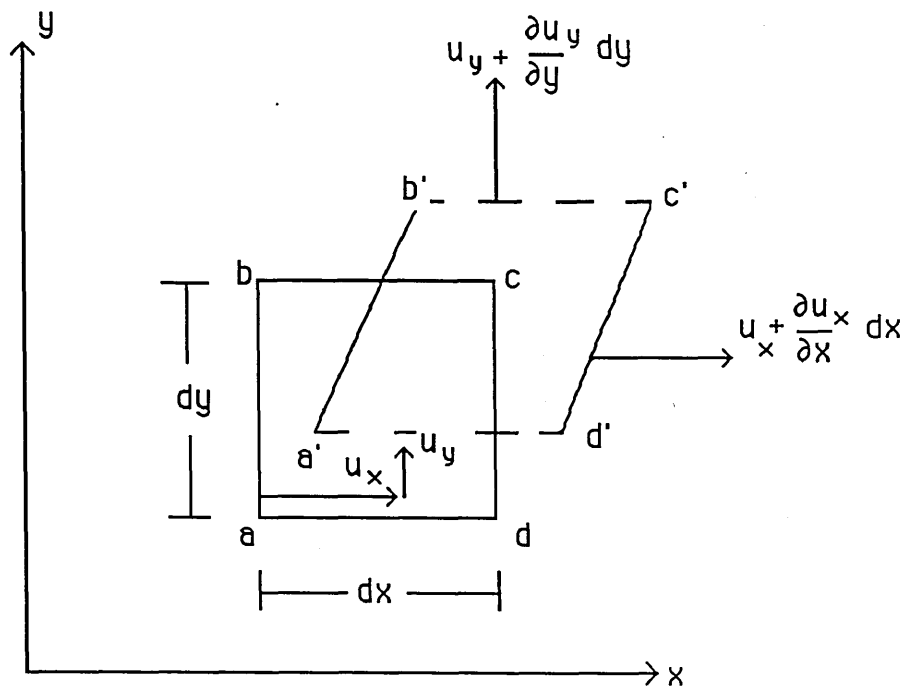 y
u_y + ∂u_y/∂y dy
b'
c'
b
c
u_x + ∂u_x/∂x dx
dy
a'
u_x
u_y
d'
a
d
dx
x